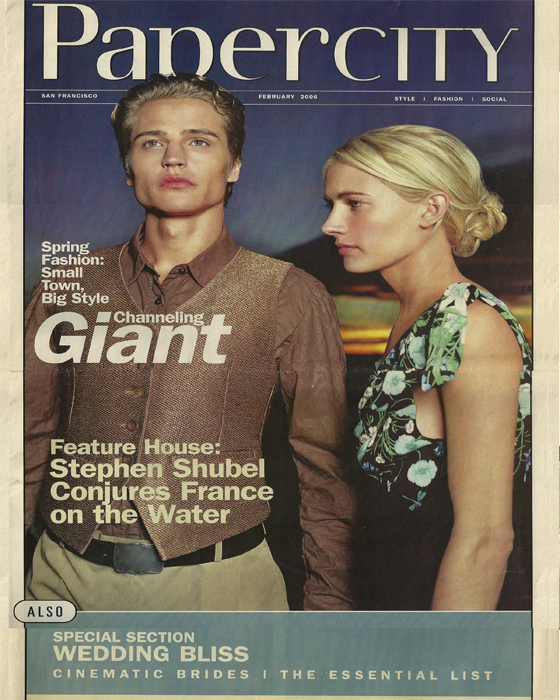 PaperCITY
SAN FRANCISCO FEBRUARY 2006 STYLE | FASHION | SOCIAL
Spring
Fashion:
Small
Town,
Big Style
Channeling
Giant
Feature House:
Stephen Shubel
Conjures France
on the Water
ALSO
SPECIAL SECTION
WEDDING BLISS
CINEMATIC BRIDES | THE ESSENTIAL LIST